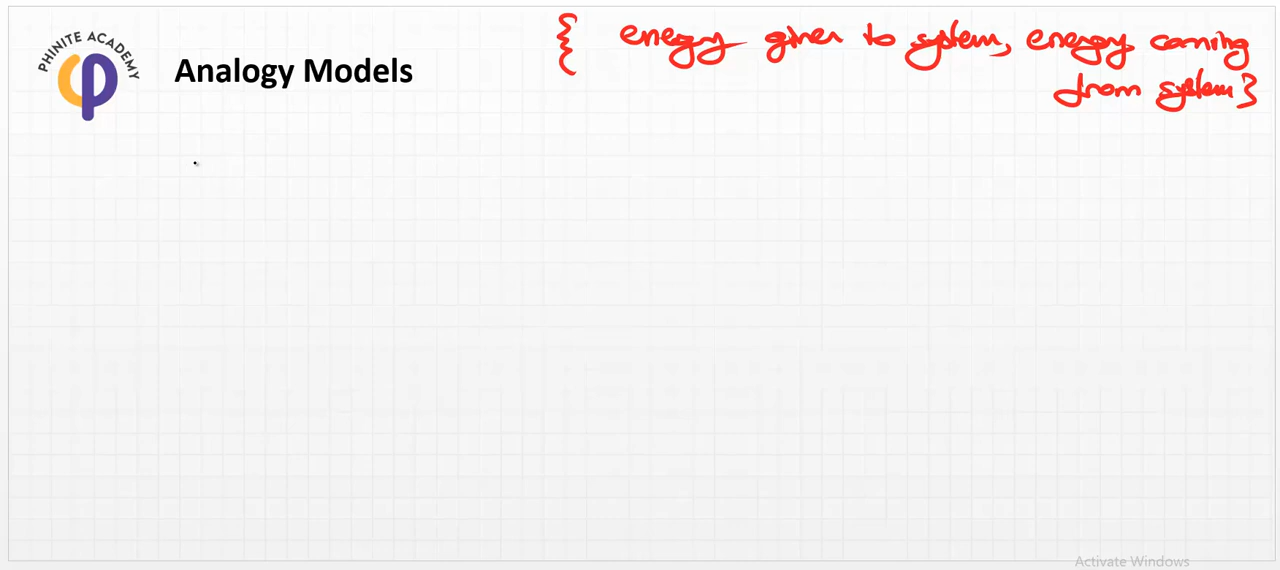 PHINITE ACADEMY
Analogy Models
{ energy given to system, energy coming
from system}
Activate Windows